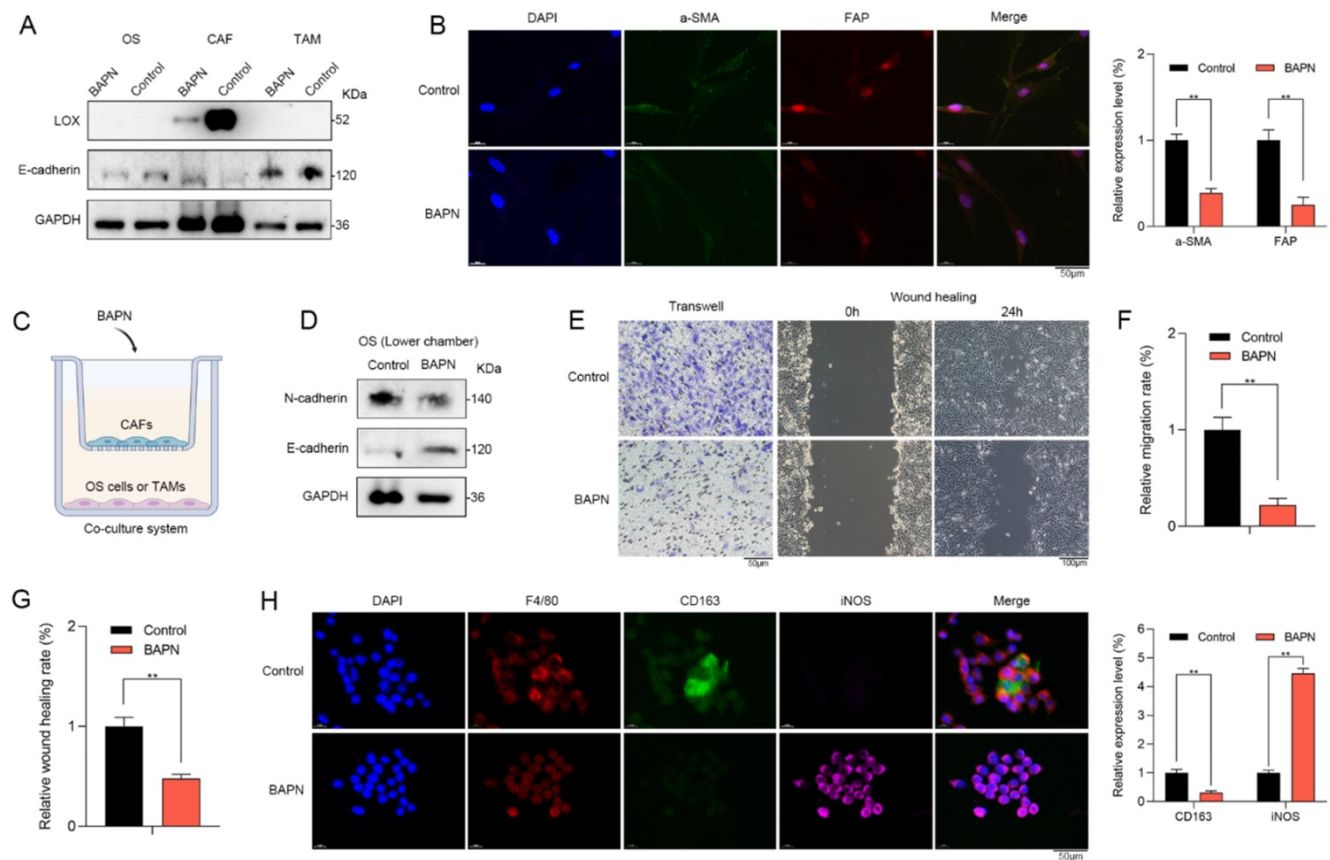 A
OS CAF TAM
BAPN Control BAPN Control BAPN Control
KDa
LOX 52
E-cadherin 120
GAPDH 36
B
DAPI a-SMA FAP Merge
Control
BAPN
50μm
Control BAPN
Relative expression level (%)
2
1
0
** **
a-SMA FAP
C
BAPN
CAFs
OS cells or TAMs
Co-culture system
D
OS (Lower chamber)
Control BAPN KDa
N-cadherin 140
E-cadherin 120
GAPDH 36
E
Transwell Wound healing
0h 24h
Control
BAPN
50μm 100μm
F
Relative migration rate (%)
2
1
0
Control
BAPN
**
G
Relative wound healing rate (%)
2
1
0
Control
BAPN
**
H
DAPI F4/80 CD163 iNOS Merge
Control
BAPN
50μm
Control BAPN
Relative expression level (%)
6
5
4
3
2
1
0
** **
CD163 iNOS